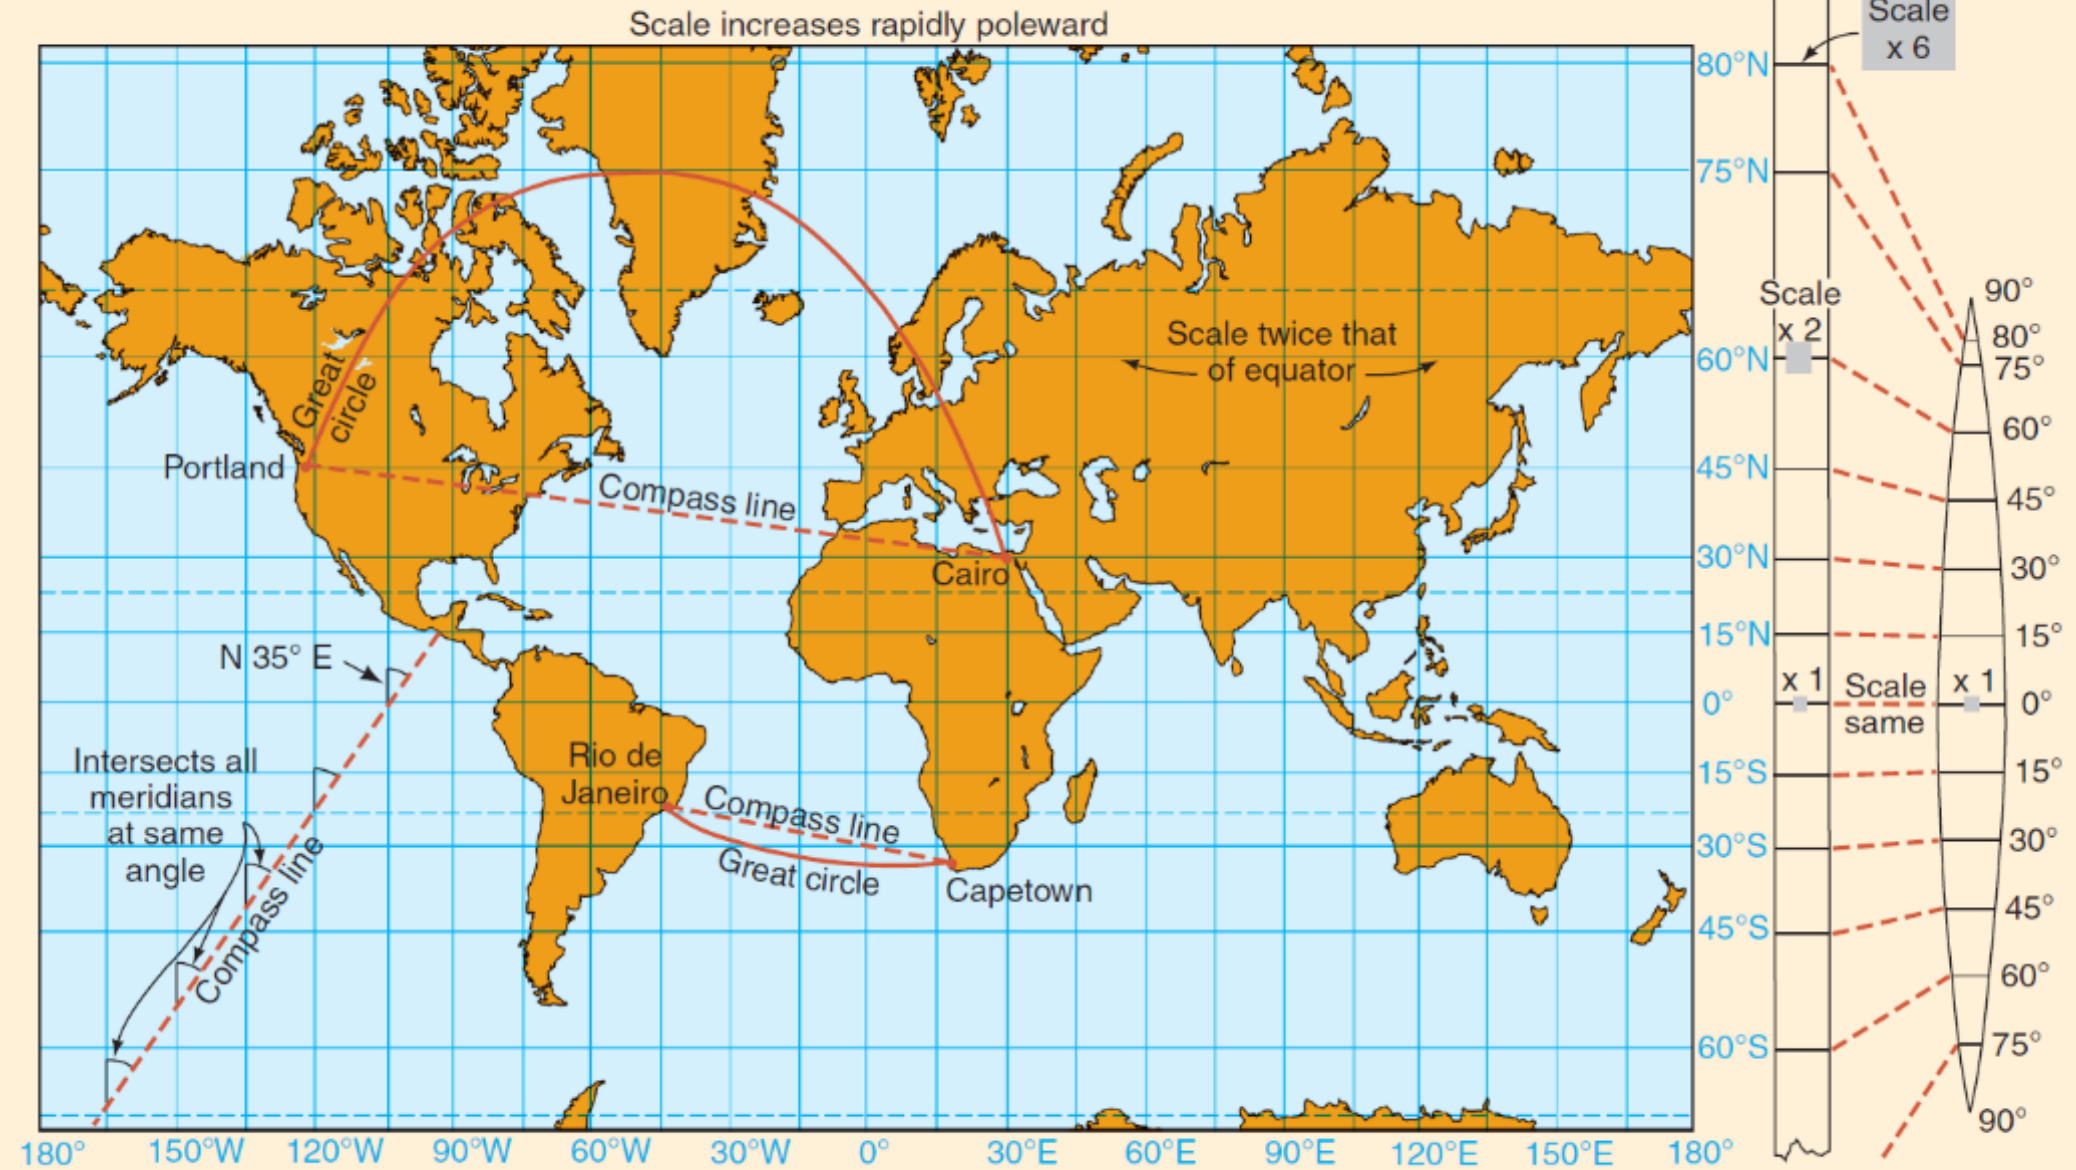 Scale increases rapidly poleward
Scale
x 6
80°N
75°N
60°N
45°N
30°N
15°N
0°
15°S
30°S
45°S
60°S
Scale
x 2
x 1
Scale
same
x 1
90°
80°
75°
60°
45°
30°
15°
0°
15°
30°
45°
60°
75°
90°
Scale twice that
of equator
Great
circle
Portland
Compass line
Cairo
N 35° E
Intersects all
meridians
at same
angle
Compass line
Rio de
Janeiro
Compass line
Great circle
Capetown
180°
150°W
120°W
90°W
60°W
30°W
0°
30°E
60°E
90°E
120°E
150°E
180°